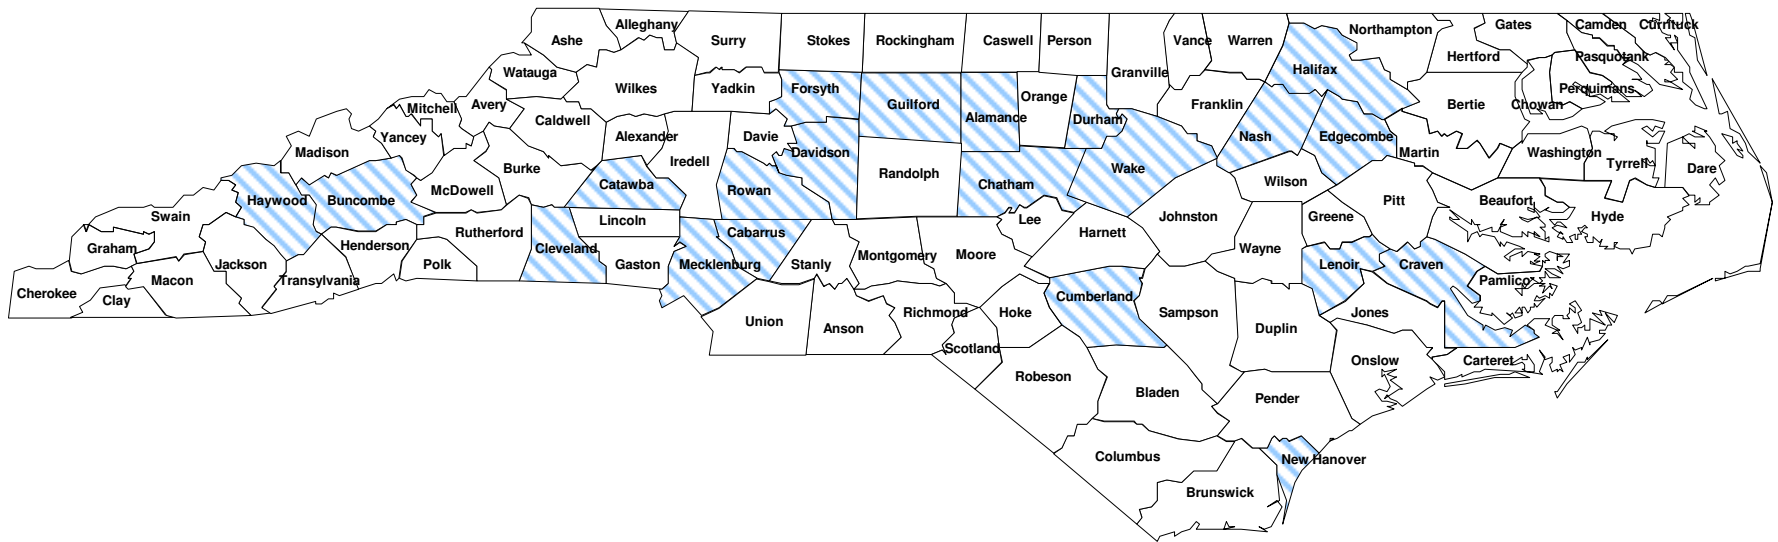 Alleghany
Northampton
Gates
Camden
Currituck
Ashe
Surry
Stokes
Rockingham
Caswell
Person
Vance
Warren
Hertford
Pasquotank
Watauga
Granville
Halifax
Wilkes
Yadkin
Forsyth
Perquimans
Mitchell
Avery
Guilford
Orange
Franklin
Bertie
Chowan
Caldwell
Alamance
Durham
Yancey
Alexander
Davie
Nash
Edgecombe
Madison
Iredell
Davidson
Martin
Washington
Tyrrell
Burke
Wake
Dare
McDowell
Catawba
Rowan
Randolph
Chatham
Wilson
Haywood
Buncombe
Pitt
Beaufort
Swain
Lincoln
Lee
Johnston
Greene
Hyde
Rutherford
Cabarrus
Harnett
Graham
Henderson
Cleveland
Wayne
Jackson
Polk
Gaston
Mecklenburg
Stanly
Montgomery
Moore
Lenoir
Craven
Macon
Transylvania
Pamlico
Cherokee
Clay
Cumberland
Union
Anson
Richmond
Hoke
Sampson
Jones
Duplin
Scotland
Onslow
Carteret
Robeson
Bladen
Pender
Columbus
New Hanover
Brunswick